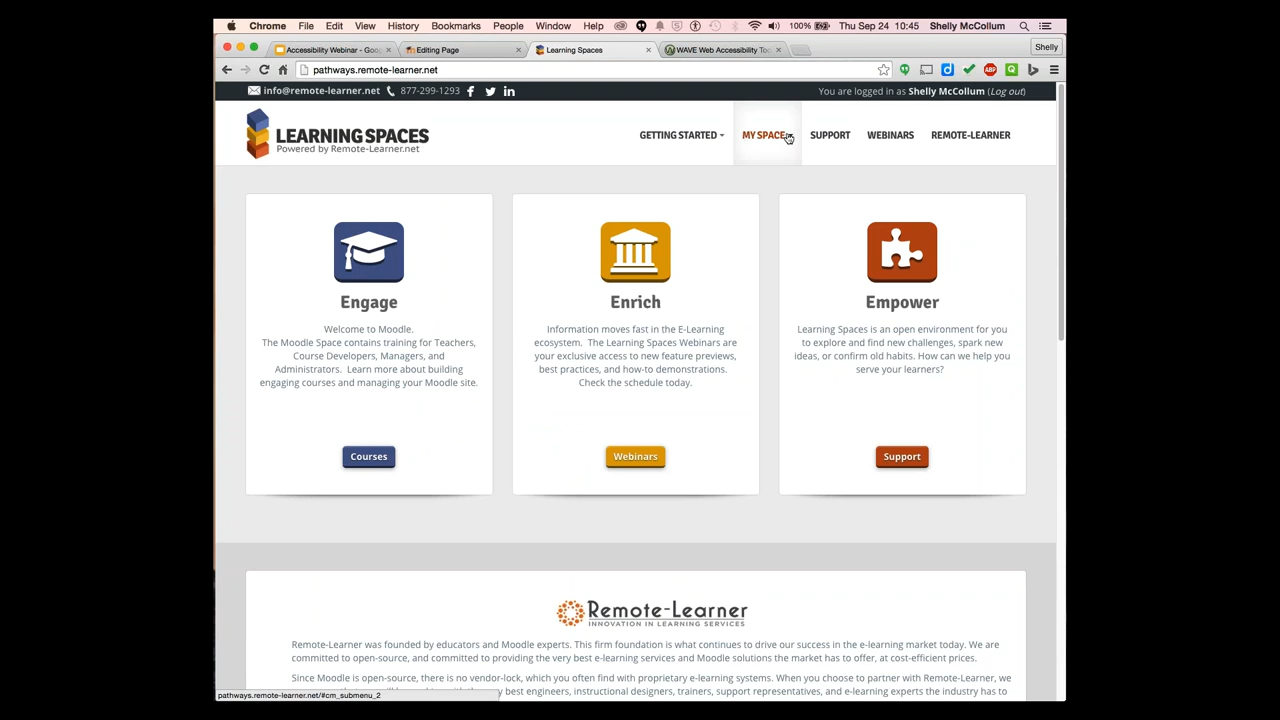 Chrome File Edit View History Bookmarks People Window Help 100% Thu Sep 24 10:45 Shelly McCollum
Accessibility Webinar - Goo Editing Page Learning Spaces WAVE Web Accessibility Too Shelly
pathways.remote-learner.net
info@remote-learner.net 877-299-1293 You are logged in as Shelly McCollum (Log out)
LEARNING SPACES
Powered by Remote-Learner.net
GETTING STARTED MY SPACE SUPPORT WEBINARS REMOTE-LEARNER
Engage
Welcome to Moodle.
The Moodle Space contains training for Teachers,
Course Developers, Managers, and
Administrators. Learn more about building
engaging courses and managing your Moodle site.
Courses
Enrich
Information moves fast in the E-Learning
ecosystem. The Learning Spaces Webinars are
your exclusive access to new feature previews,
best practices, and how-to demonstrations.
Check the schedule today.
Webinars
Empower
Learning Spaces is an open environment for you
to explore and find new challenges, spark new
ideas, or confirm old habits. How can we help you
serve your learners?
Support
Remote-Learner
INNOVATION IN LEARNING SERVICES
Remote-Learner was founded by educators and Moodle experts. This firm foundation is what continues to drive our success in the e-learning market today. We are
committed to open-source, and committed to providing the very best e-learning services and Moodle solutions the market has to offer, at cost-efficient prices.
Since Moodle is open-source, there is no vendor-lock, which you often find with proprietary e-learning systems. When you choose to partner with Remote-Learner, we
best engineers, instructional designers, trainers, support representatives, and e-learning experts the industry has to
pathways.remote-learner.net/#cm_submenu_2